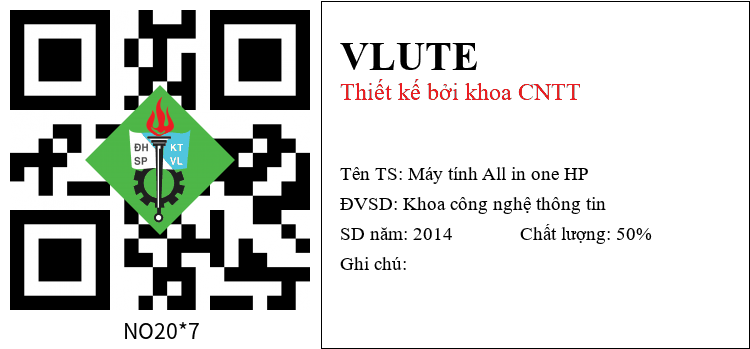 ĐH KT
SP VL
NO20*7
VLUTE
Thiết kế bởi khoa CNTT
Tên TS: Máy tính All in one HP
ĐVSD: Khoa công nghệ thông tin
SD năm: 2014 Chất lượng: 50%
Ghi chú: